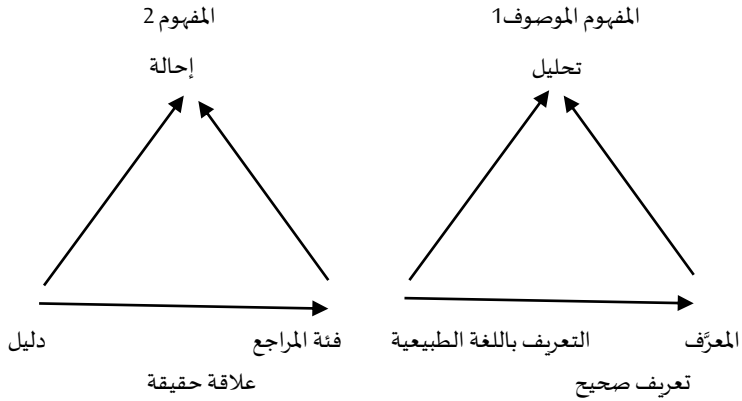 المفهوم الموصوف1
المفهوم 2
تحليل
إحالة
المعرَّف
التعريف باللغة الطبيعية
فئة المراجع
دليل
تعريف صحيح
علاقة حقيقة